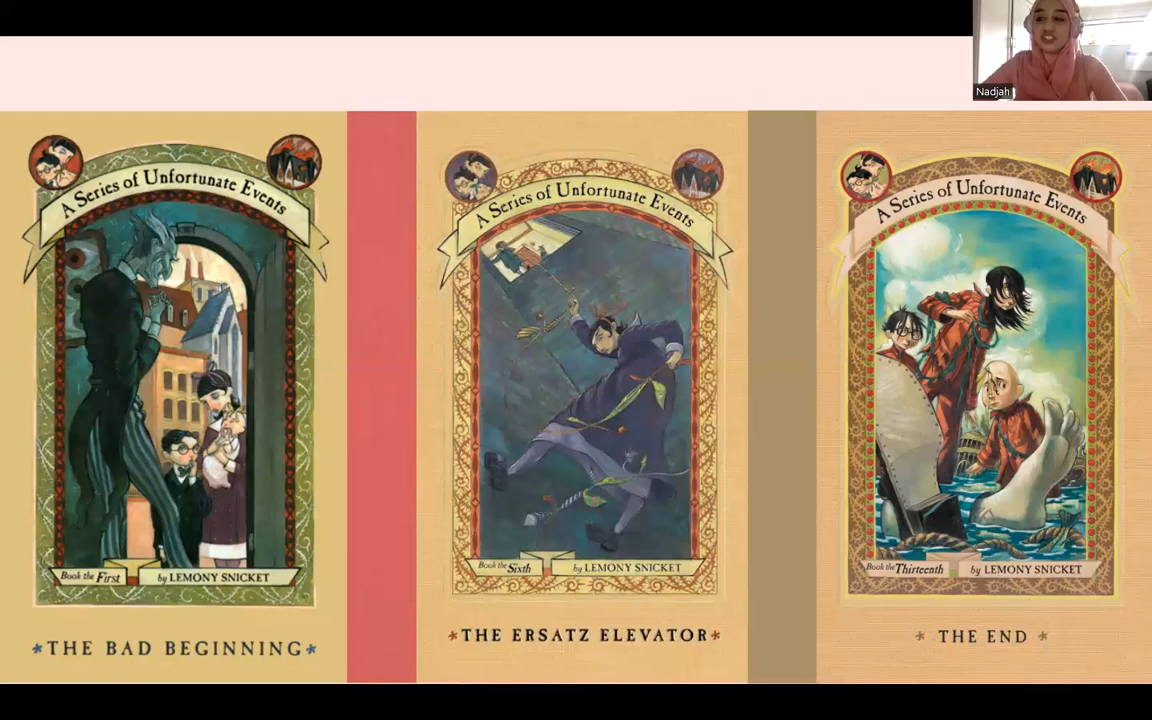 Nadjah
A Series of Unfortunate Events
Book the First
by LEMONY SNICKET
*THE BAD BEGINNING*
A Series of Unfortunate Events
Book the Sixth
by LEMONY SNICKET
*THE ERSATZ ELEVATOR*
A Series of Unfortunate Events
Book the Thirteenth
by LEMONY SNICKET
* THE END *